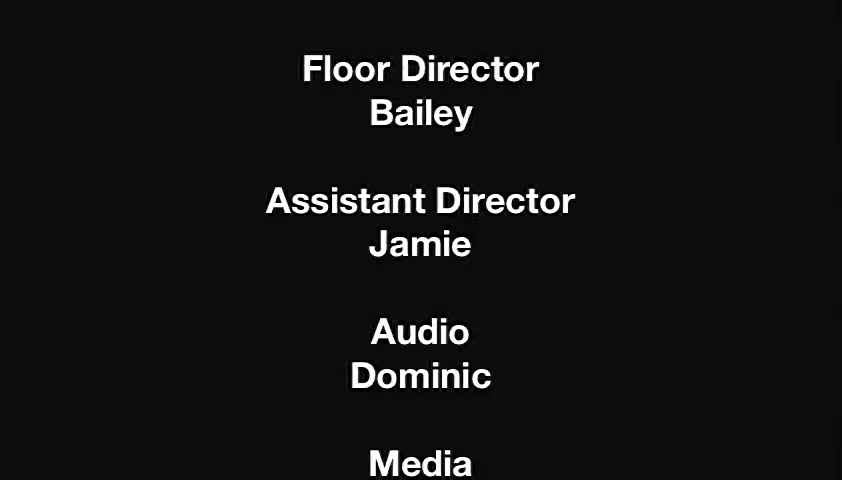 Floor Director
Bailey
Assistant Director
Jamie
Audio
Dominic
Media